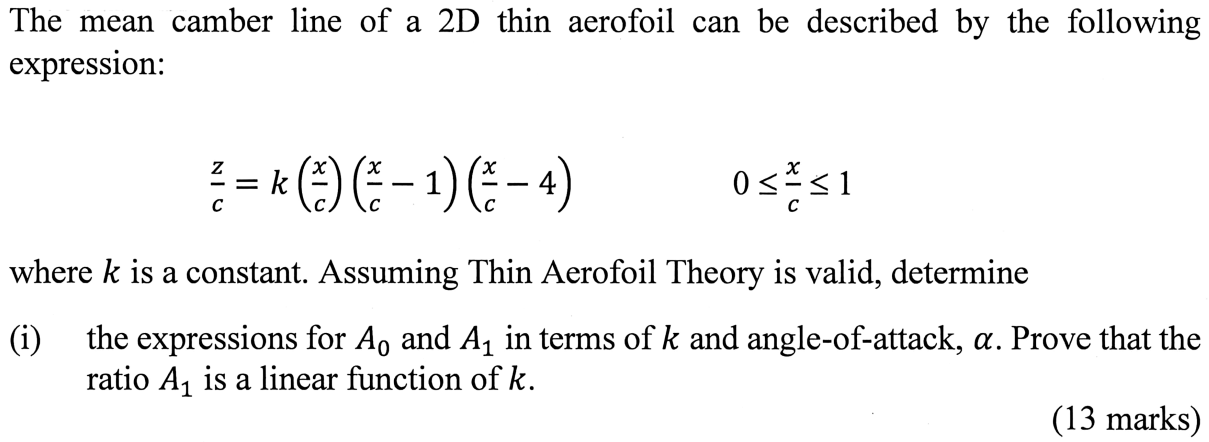 The mean camber line of a 2D thin aerofoil can be described by the following
expression:
z/c = k (x/c) (x/c − 1) (x/c − 4) 0 ≤ x/c ≤ 1
where k is a constant. Assuming Thin Aerofoil Theory is valid, determine
(i) the expressions for A₀ and A₁ in terms of k and angle-of-attack, α. Prove that the
ratio A₁ is a linear function of k.
(13 marks)